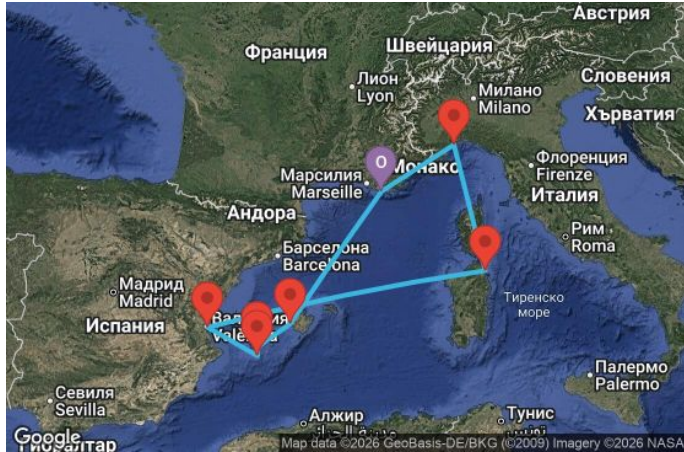 Австрия
Франция
Швейцария
Лион
Lyon
Милано
Milano
Словения
Хърватия
O
Монако
Марсилия
Marseille
Флоренция
Firenze
Италия
Андора
Барселона
Barcelona
Рим
Roma
Мадрид
Madrid
Испания
Тиренско
море
Палермо
Palermo
Севиля
Sevilla
Алжир
Тунис
تونس
Google
Map data ©2026 GeoBasis-DE/BKG (©2009) Imagery ©2026 NASA